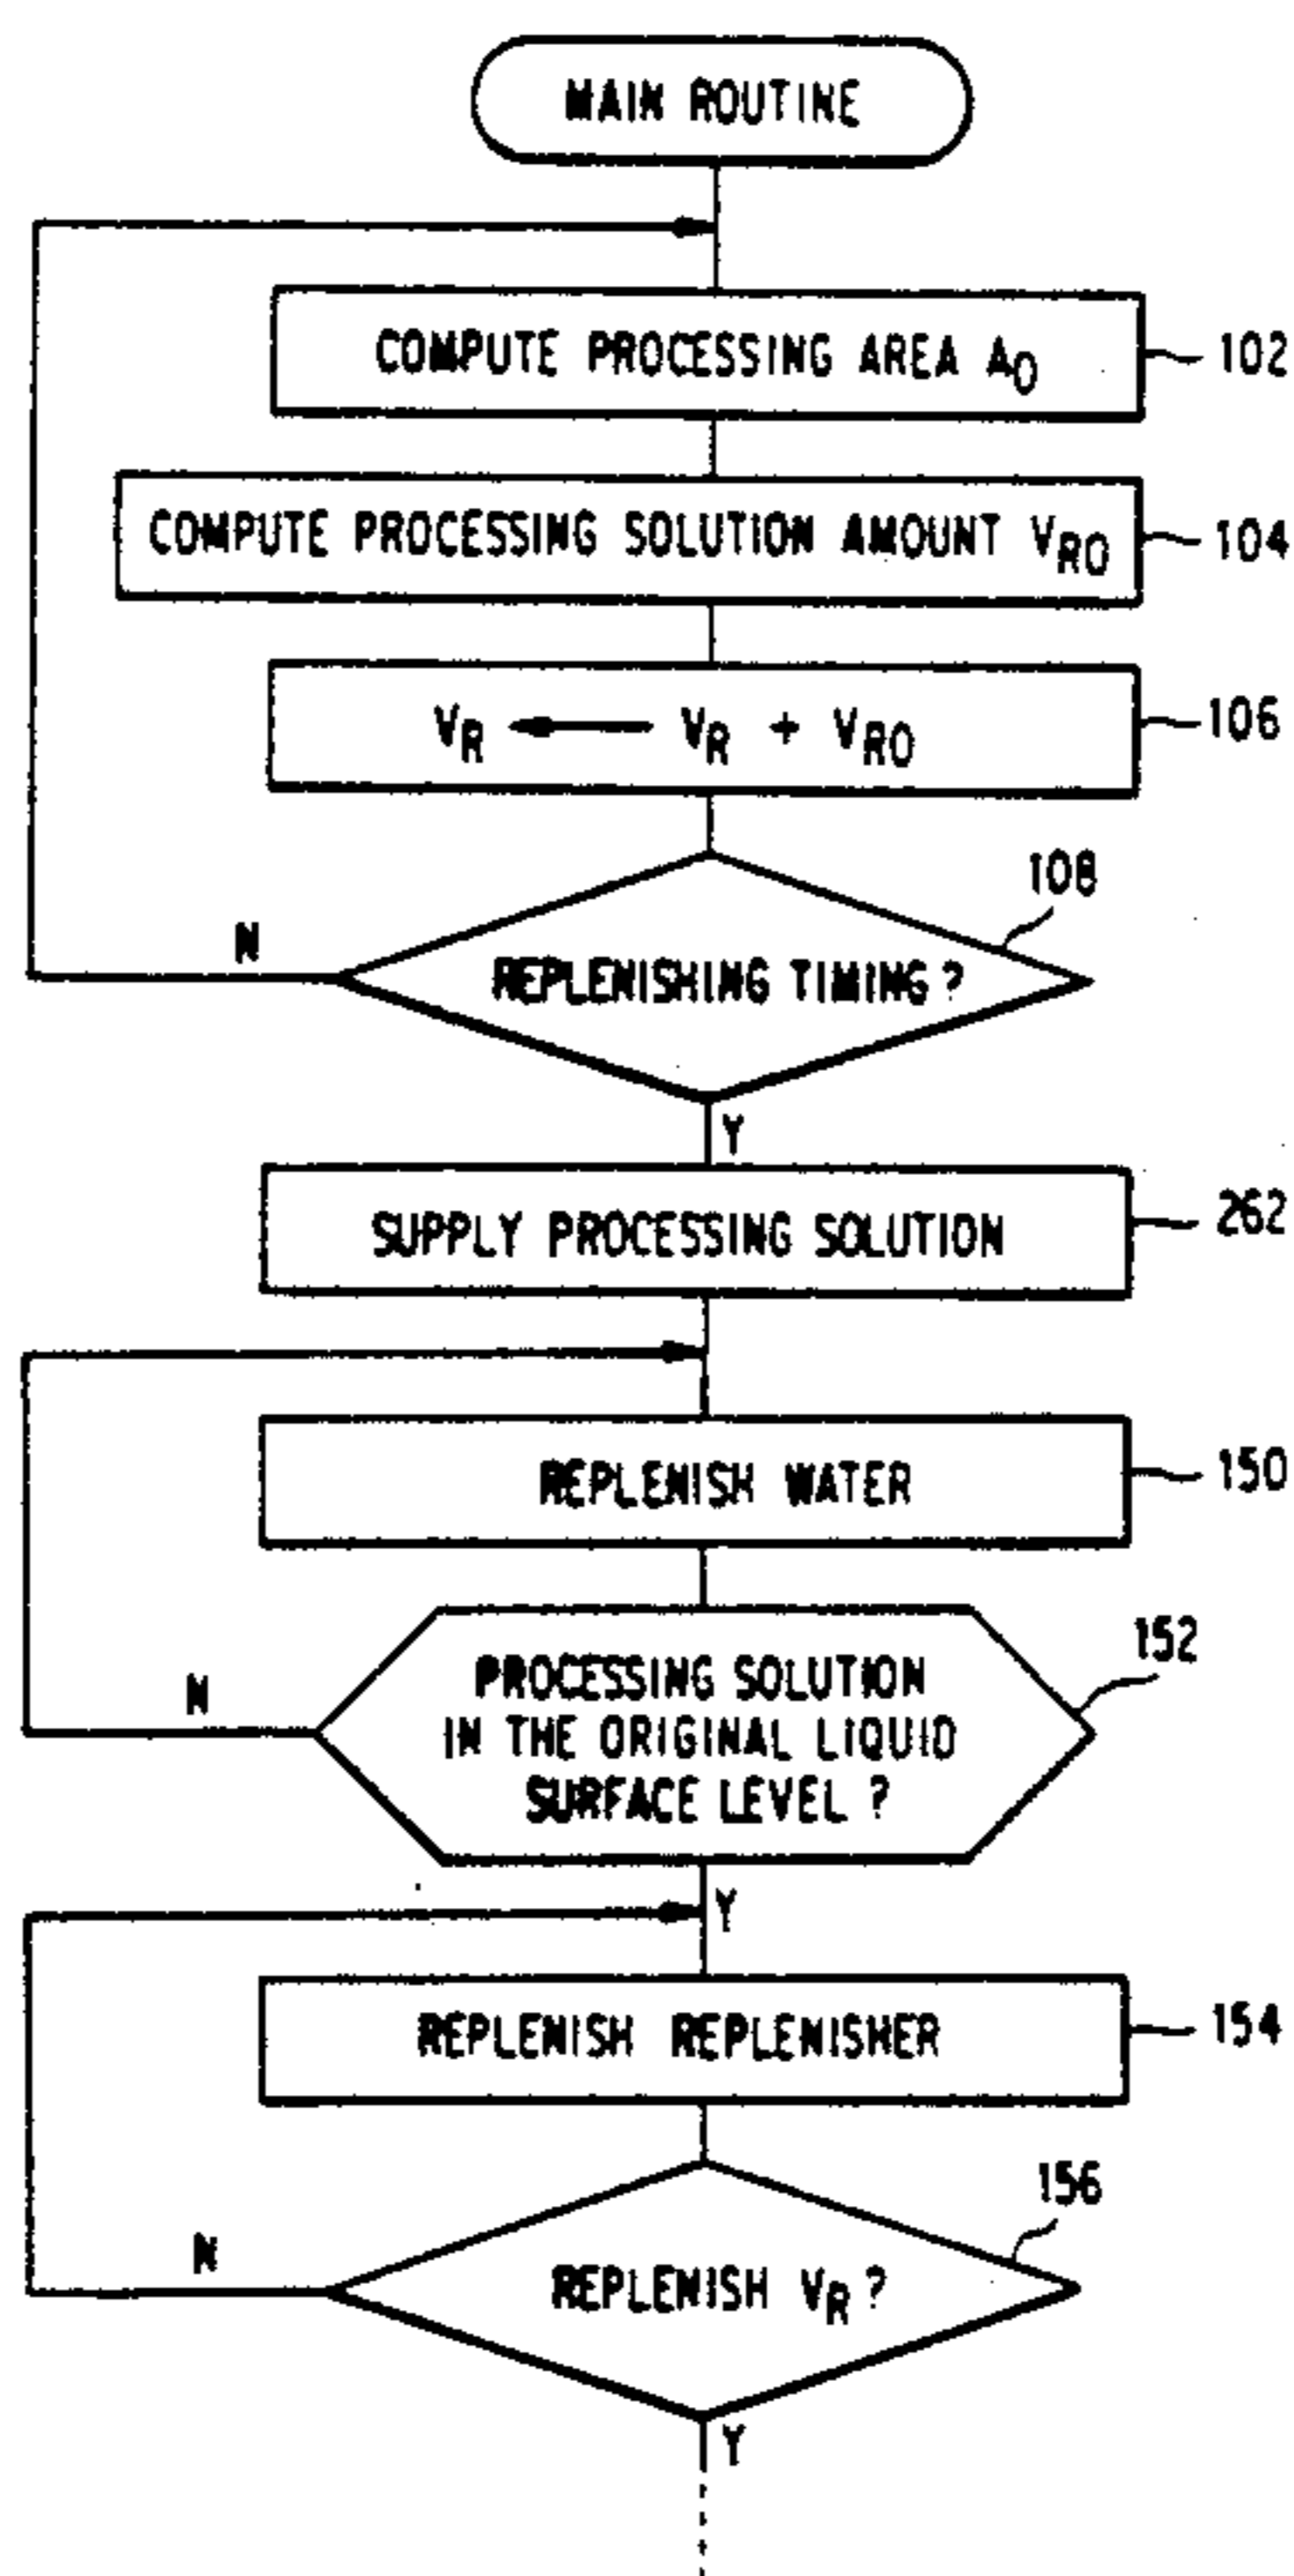 MAIN ROUTINE
COMPUTE PROCESSING AREA A0
102
COMPUTE PROCESSING SOLUTION AMOUNT VRO
104
VR ← VR + VRO
106
108
N
REPLENISHING TIMING?
Y
SUPPLY PROCESSING SOLUTION
262
REPLENISH WATER
150
152
N
PROCESSING SOLUTION
IN THE ORIGINAL LIQUID
SURFACE LEVEL?
Y
REPLENISH REPLENISHER
154
156
N
REPLENISH VR?
Y